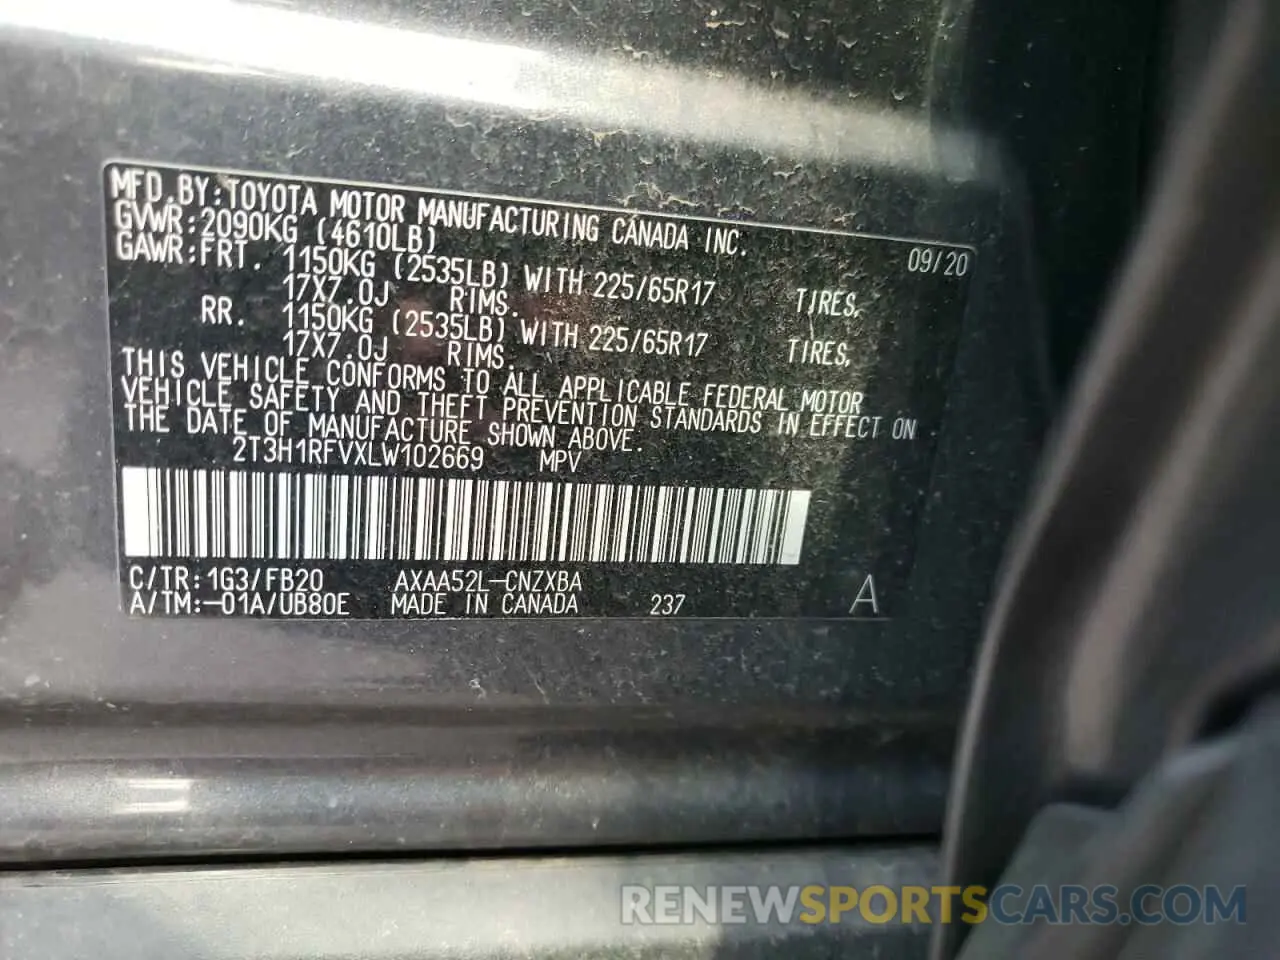 MFD.BY:TOYOTA MOTOR MANUFACTURING CANADA INC.
09/20
GVWR:2090KG (4610LB)
GAWR:FRT. 1150KG (2535LB) WITH 225/65R17 TIRES,
17X7.0J RIMS.
RR. 1150KG (2535LB) WITH 225/65R17 TIRES,
17X7.0J RIMS.
THIS VEHICLE CONFORMS TO ALL APPLICABLE FEDERAL MOTOR
VEHICLE SAFETY AND THEFT PREVENTION STANDARDS IN EFFECT ON
THE DATE OF MANUFACTURE SHOWN ABOVE.
2T3H1RFVXLW102669 MPV
C/TR:1G3/FB20 AXAA52L-CNZXBA
A/TM:-01A/UB80E MADE IN CANADA 237 A
RENEWSPORTSCARS.COM